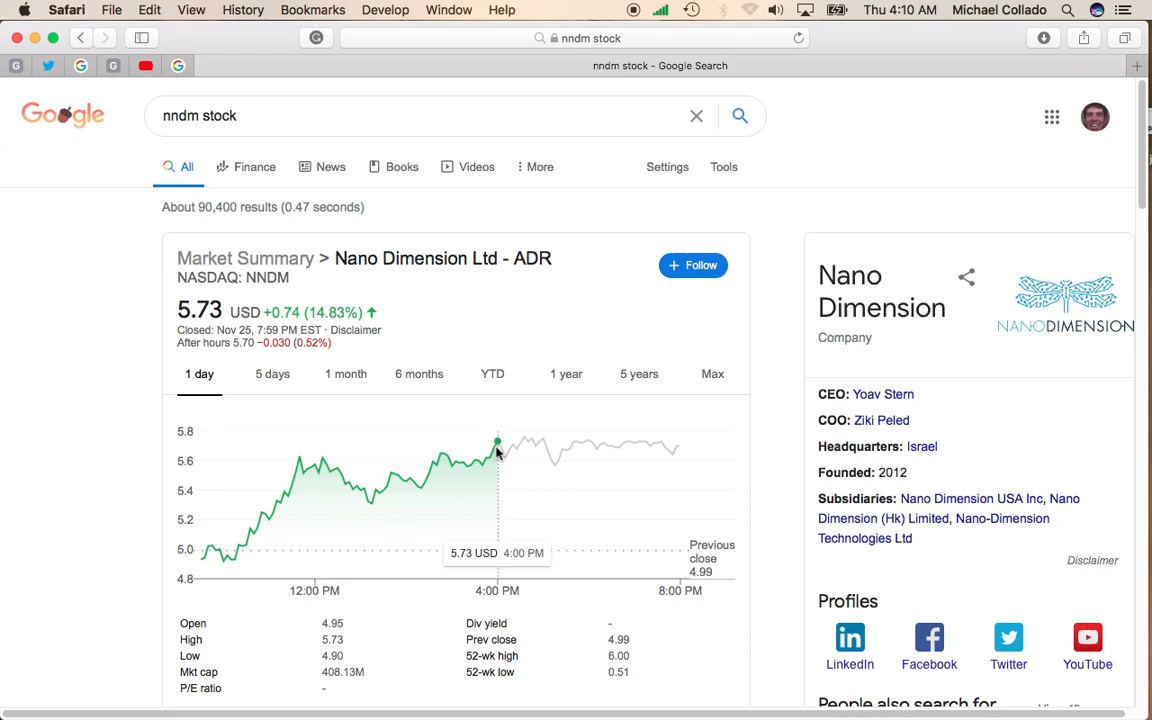 Safari File Edit View History Bookmarks Develop Window Help Thu 4:10 AM Michael Collado
nndm stock
nndm stock - Google Search
Google
nndm stock
All Finance News Books Videos More Settings Tools
About 90,400 results (0.47 seconds)
Market Summary > Nano Dimension Ltd - ADR
NASDAQ: NNDM
+ Follow
5.73 USD +0.74 (14.83%)
Closed: Nov 25, 7:59 PM EST · Disclaimer
After hours 5.70 −0.030 (0.52%)
1 day 5 days 1 month 6 months YTD 1 year 5 years Max
5.8
5.6
5.4
5.2
5.0
4.8
5.73 USD 4:00 PM
Previous
close
4.99
12:00 PM 4:00 PM 8:00 PM
Open 4.95 Div yield -
High 5.73 Prev close 4.99
Low 4.90 52-wk high 6.00
Mkt cap 408.13M 52-wk low 0.51
P/E ratio -
Nano
Dimension
Company
NANODIMENSION
CEO: Yoav Stern
COO: Ziki Peled
Headquarters: Israel
Founded: 2012
Subsidiaries: Nano Dimension USA Inc, Nano
Dimension (Hk) Limited, Nano-Dimension
Technologies Ltd
Disclaimer
Profiles
LinkedIn Facebook Twitter YouTube
People also search for